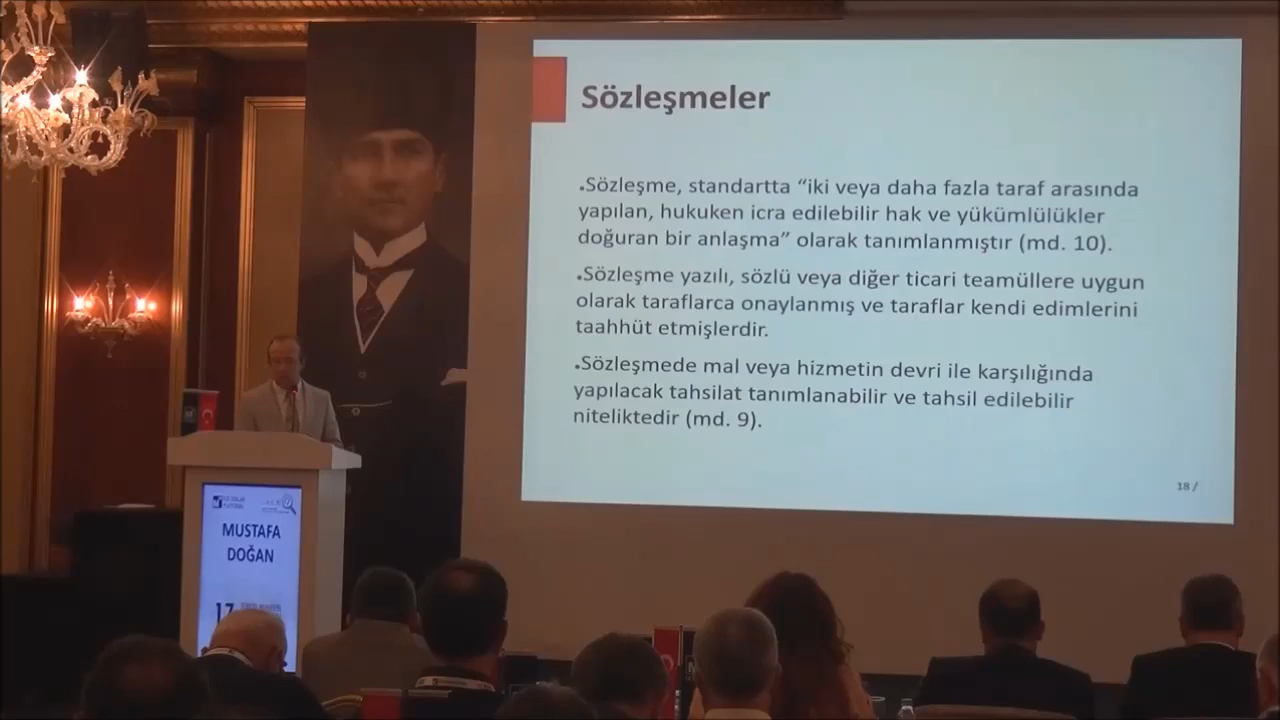 Sözleşmeler
.Sözleşme, standartta “iki veya daha fazla taraf arasında
yapılan, hukuken icra edilebilir hak ve yükümlülükler
doğuran bir anlaşma” olarak tanımlanmıştır (md. 10).
.Sözleşme yazılı, sözlü veya diğer ticari teamüllere uygun
olarak taraflarca onaylanmış ve taraflar kendi edimlerini
taahhüt etmişlerdir.
.Sözleşmede mal veya hizmetin devri ile karşılığında
yapılacak tahsilat tanımlanabilir ve tahsil edilebilir
niteliktedir (md. 9).
18 /
MUSTAFA
DOĞAN
17